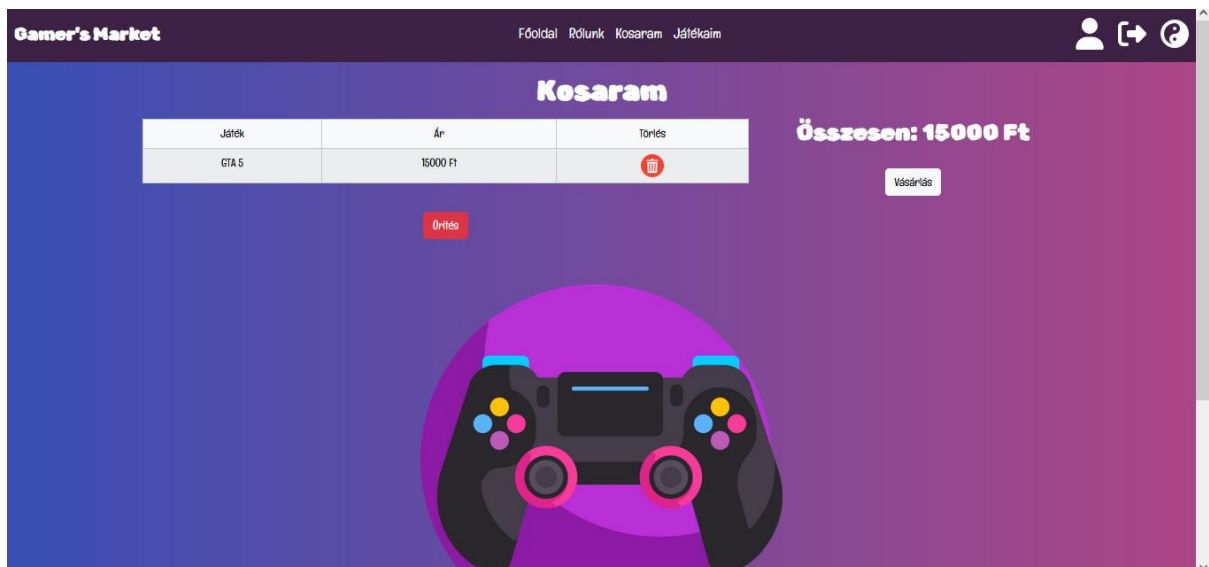 Gamer's Market
Főoldal Rólunk Kosaram Játékaim
Kosaram
Játék Ár Törlés
GTA 5 15000 Ft
Összesen: 15000 Ft
Vásárlás
Ürítés